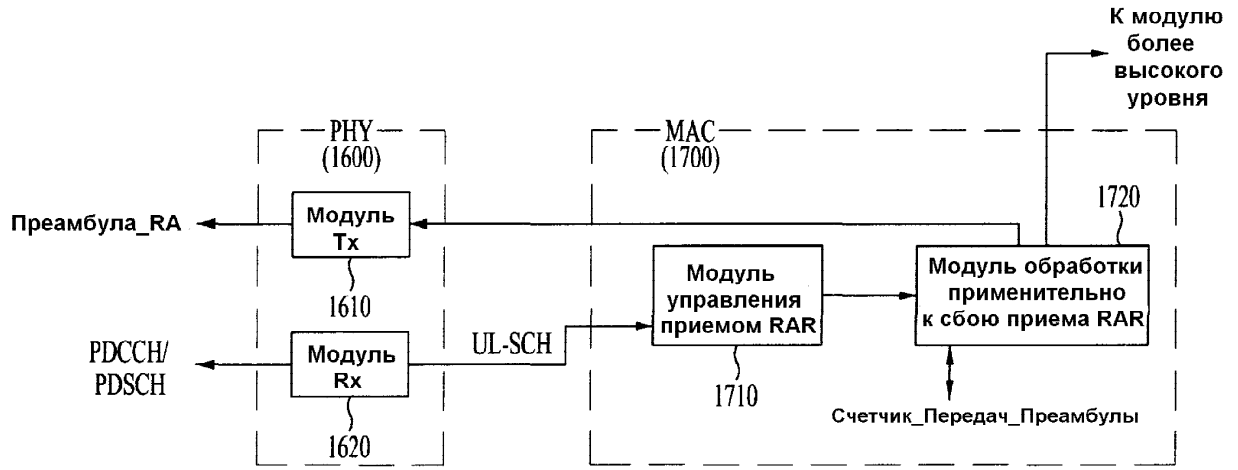 К модулю
более
высокого
уровня
PHY
(1600)
MAC
(1700)
1720
Преамбула_RA
Модуль
Tx
1610
Модуль
управления
приемом RAR
1710
Модуль обработки
применительно
к сбою приема RAR
PDCCH/
PDSCH
Модуль
Rx
1620
UL-SCH
Счетчик_Передач_Преамбулы